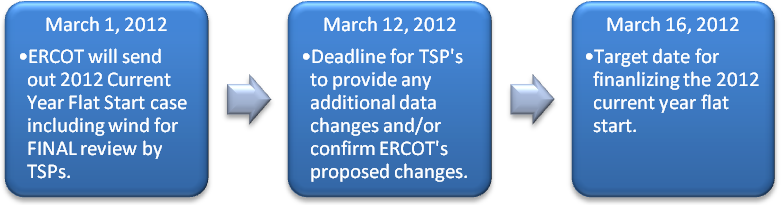 March 1, 2012
•ERCOT will send
out 2012 Current
Year Flat Start case
including wind for
FINAL review by
TSPs.
March 12, 2012
•Deadline for TSP's
to provide any
additional data
changes and/or
confirm ERCOT's
proposed changes.
March 16, 2012
•Target date for
finanlizing the 2012
current year flat
start.